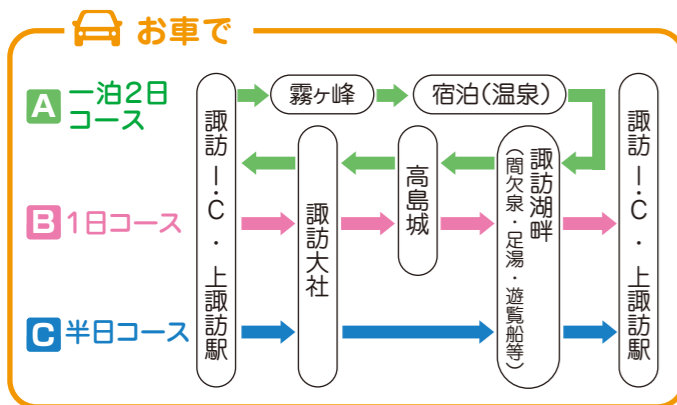 お車で
A 一泊2日
コース
B 1日コース
C 半日コース
諏訪I.C・上諏訪駅
霧ヶ峰
宿泊(温泉)
諏訪大社
高島城
諏訪湖畔
(間欠泉・足湯・遊覧船等)
諏訪I.C・上諏訪駅